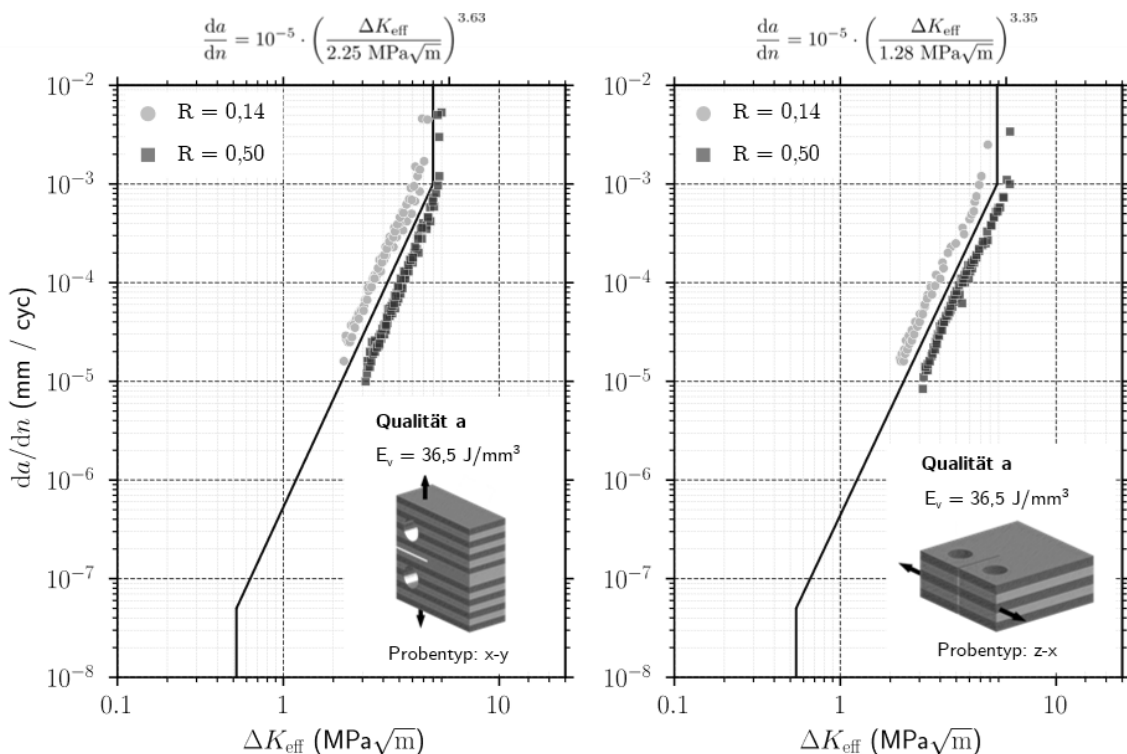 da/dn = 10⁻⁵ · (ΔK_eff / 2.25 MPa√m)^3.63
10⁻²
10⁻³
10⁻⁴
10⁻⁵
10⁻⁶
10⁻⁷
10⁻⁸
da/dn (mm / cyc)
R = 0,14
R = 0,50
Qualität a
E_v = 36,5 J/mm³
Probentyp: x-y
0.1 1 10
ΔK_eff (MPa√m)
da/dn = 10⁻⁵ · (ΔK_eff / 1.28 MPa√m)^3.35
10⁻²
10⁻³
10⁻⁴
10⁻⁵
10⁻⁶
10⁻⁷
10⁻⁸
R = 0,14
R = 0,50
Qualität a
E_v = 36,5 J/mm³
Probentyp: z-x
0.1 1 10
ΔK_eff (MPa√m)